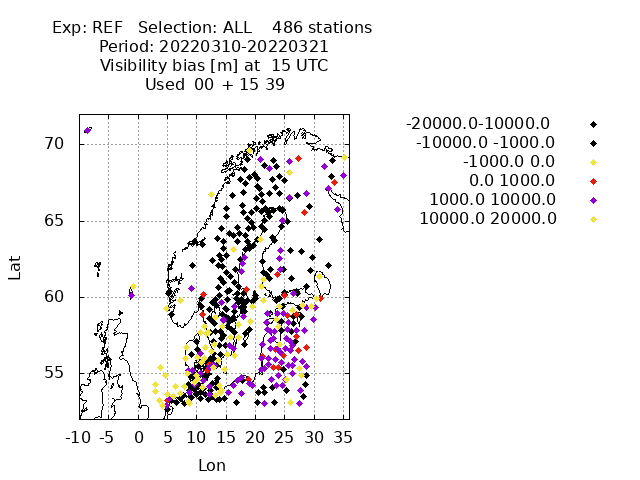 Exp: REF Selection: ALL 486 stations
Period: 20220310-20220321
Visibility bias [m] at 15 UTC
Used 00 + 15 39
-20000.0-10000.0
-10000.0 -1000.0
-1000.0 0.0
0.0 1000.0
1000.0 10000.0
10000.0 20000.0
70
65
60
55
Lat
-10 -5 0 5 10 15 20 25 30 35
Lon